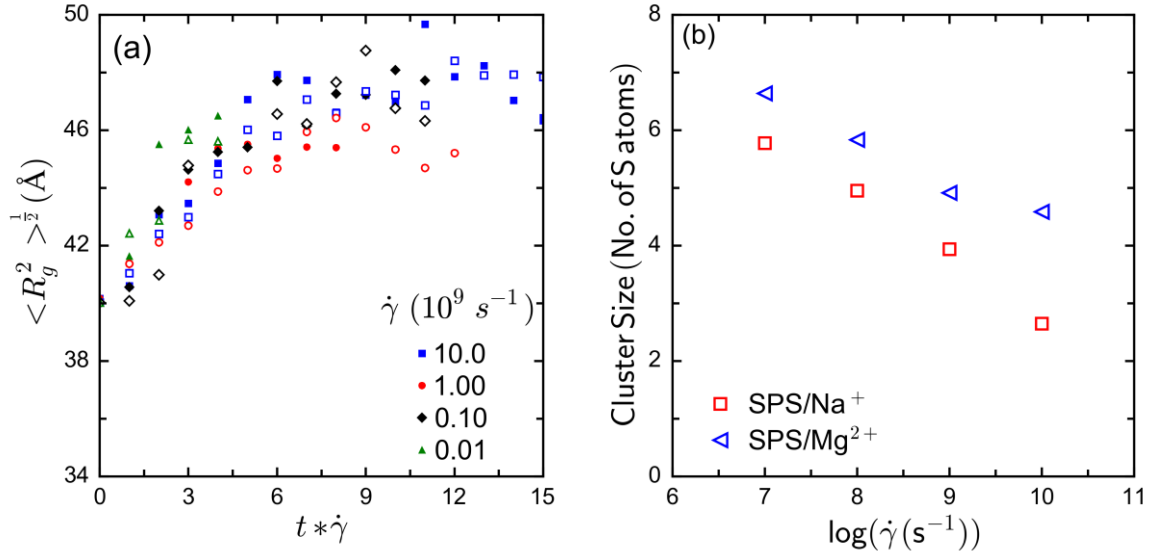 (a)
50
46
42
38
34
<R_g^2>^{1/2} (Å)
γ̇ (10^9 s^{-1})
10.0
1.00
0.10
0.01
0 3 6 9 12 15
t∗γ̇
(b)
8
6
4
2
0
Cluster Size (No. of S atoms)
SPS/Na^+
SPS/Mg^{2+}
6 7 8 9 10 11
log(γ̇(s^{-1}))